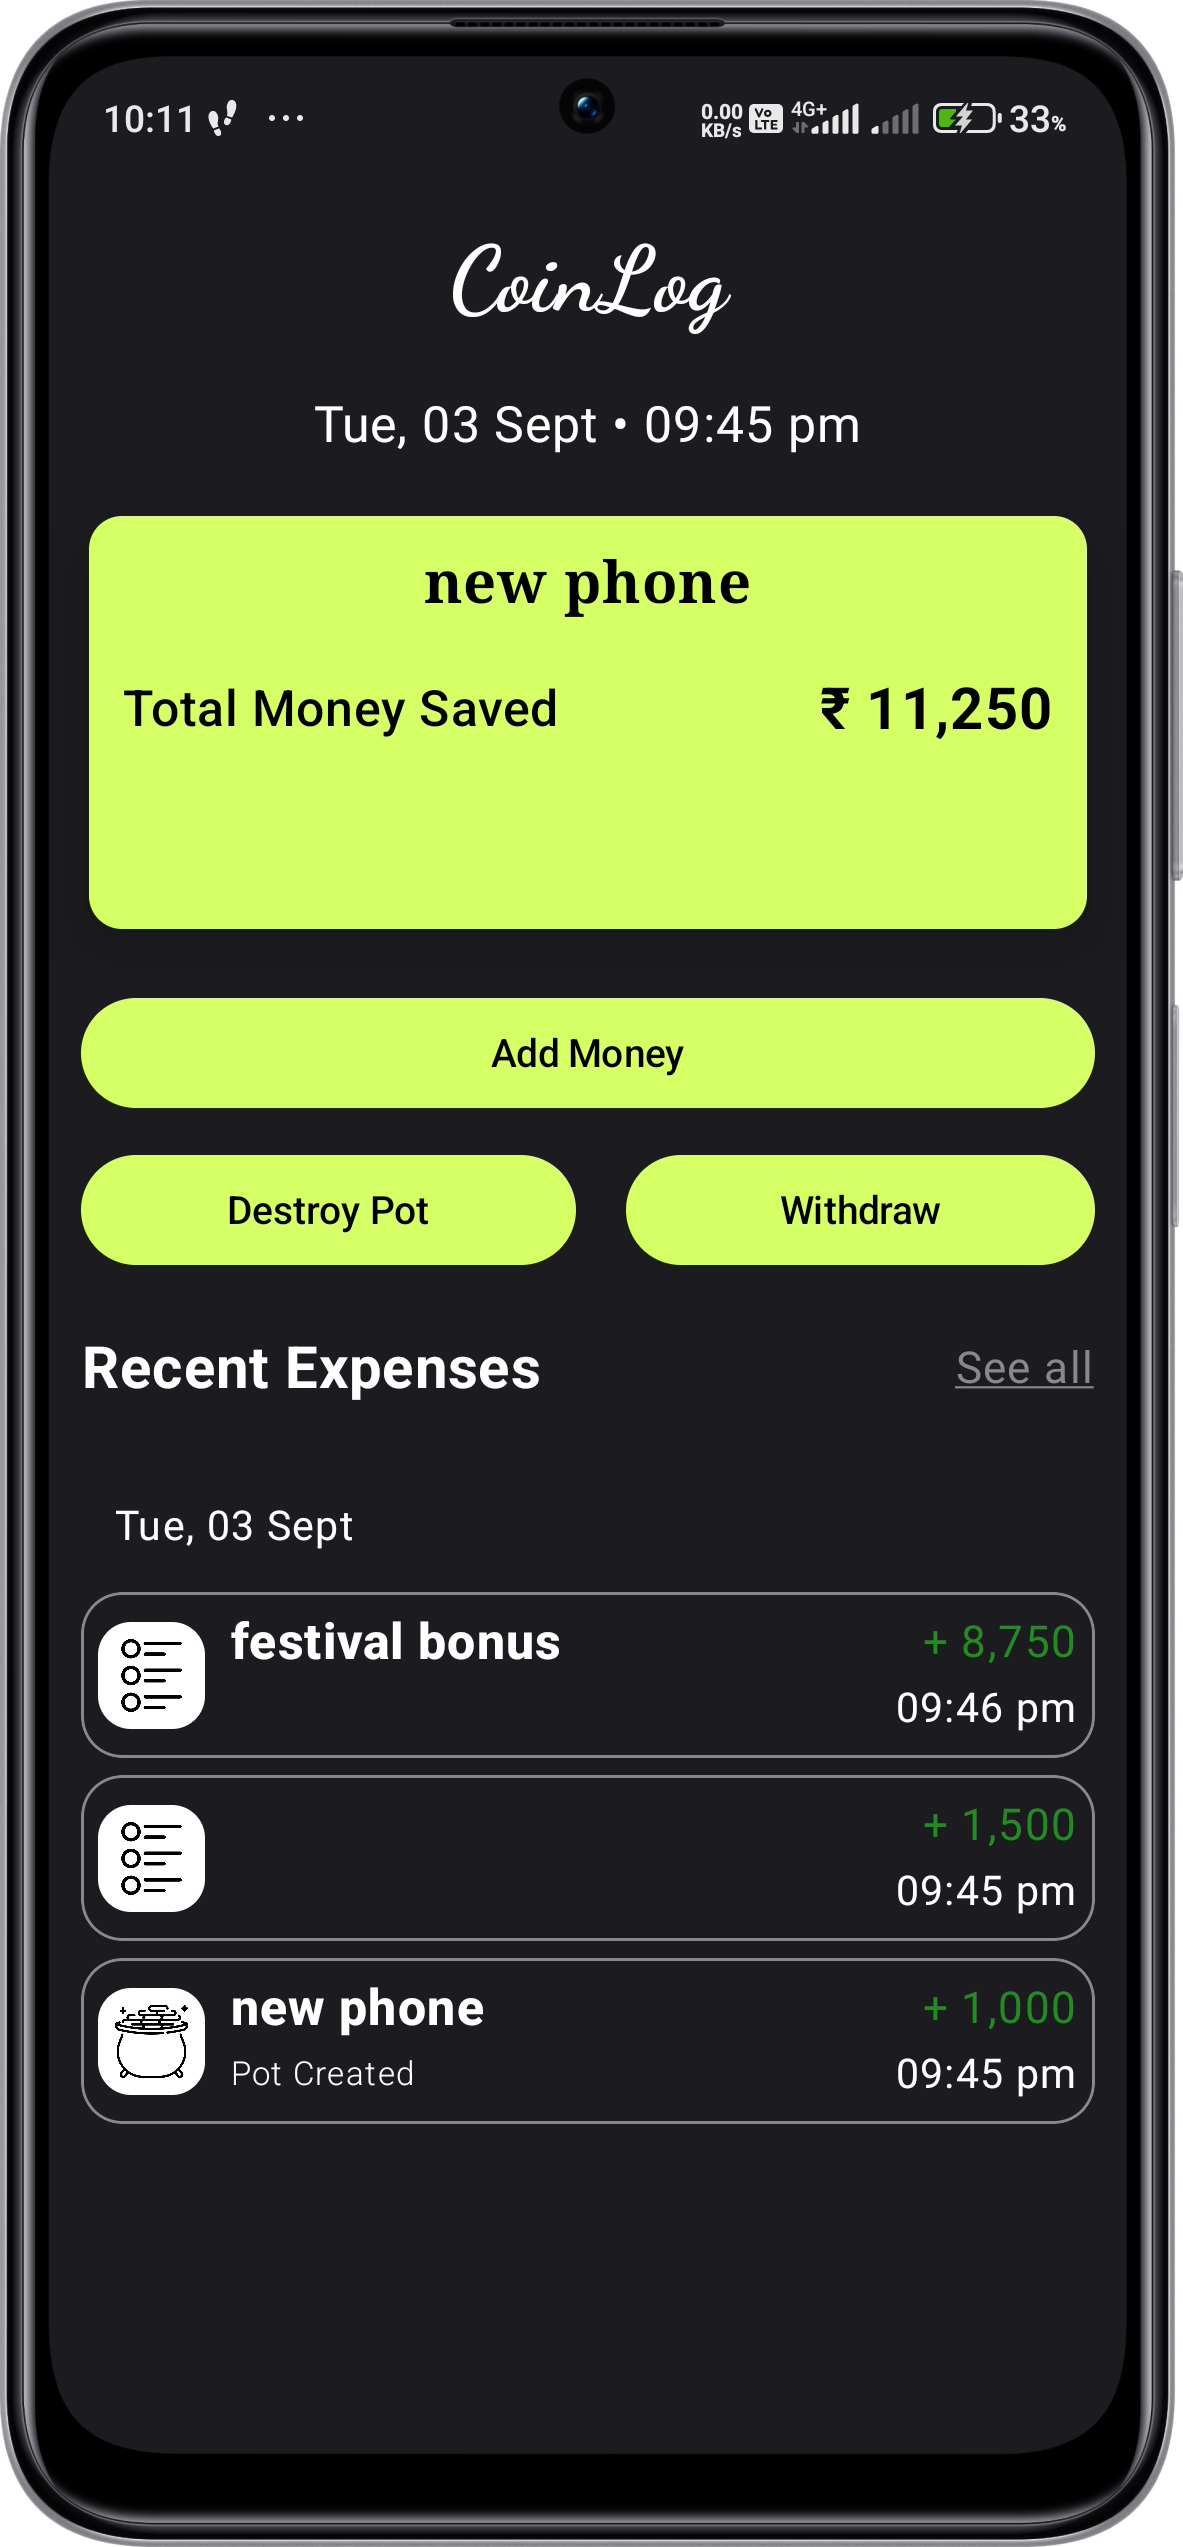 10:11 ... 0.00 KB/s Vo LTE 4G+ 33%
CoinLog
Tue, 03 Sept • 09:45 pm
new phone
Total Money Saved ₹ 11,250
Add Money
Destroy Pot Withdraw
Recent Expenses See all
Tue, 03 Sept
festival bonus + 8,750
09:46 pm
+ 1,500
09:45 pm
new phone + 1,000
Pot Created 09:45 pm